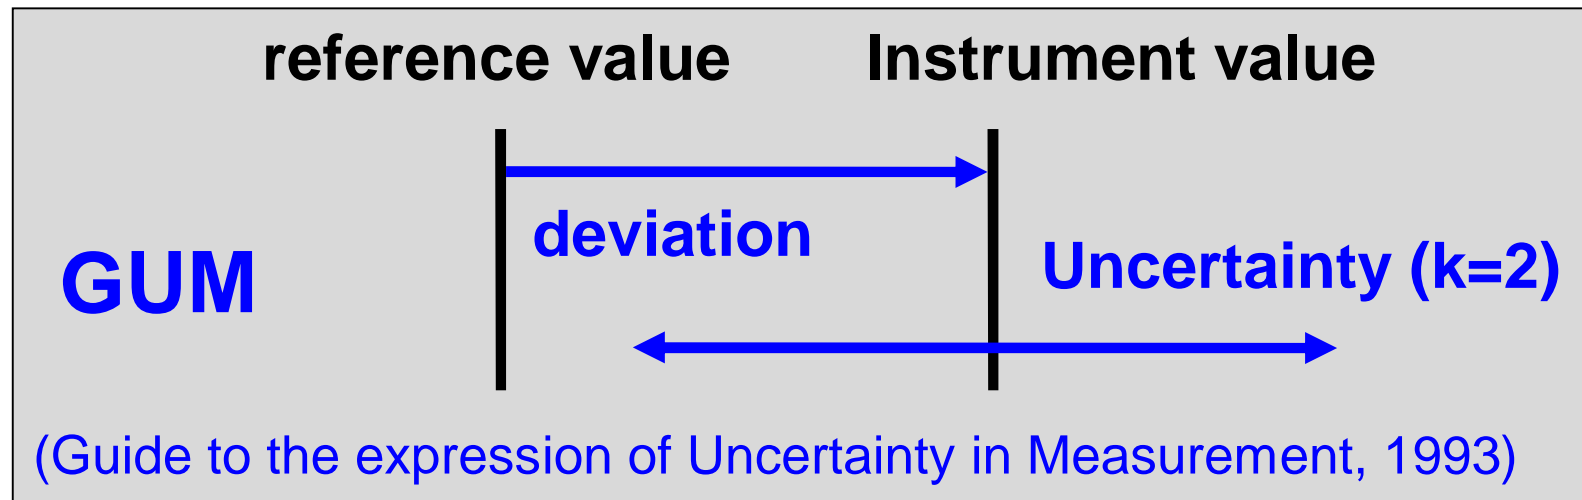 reference value Instrument value
deviation
GUM
Uncertainty (k=2)
(Guide to the expression of Uncertainty in Measurement, 1993)